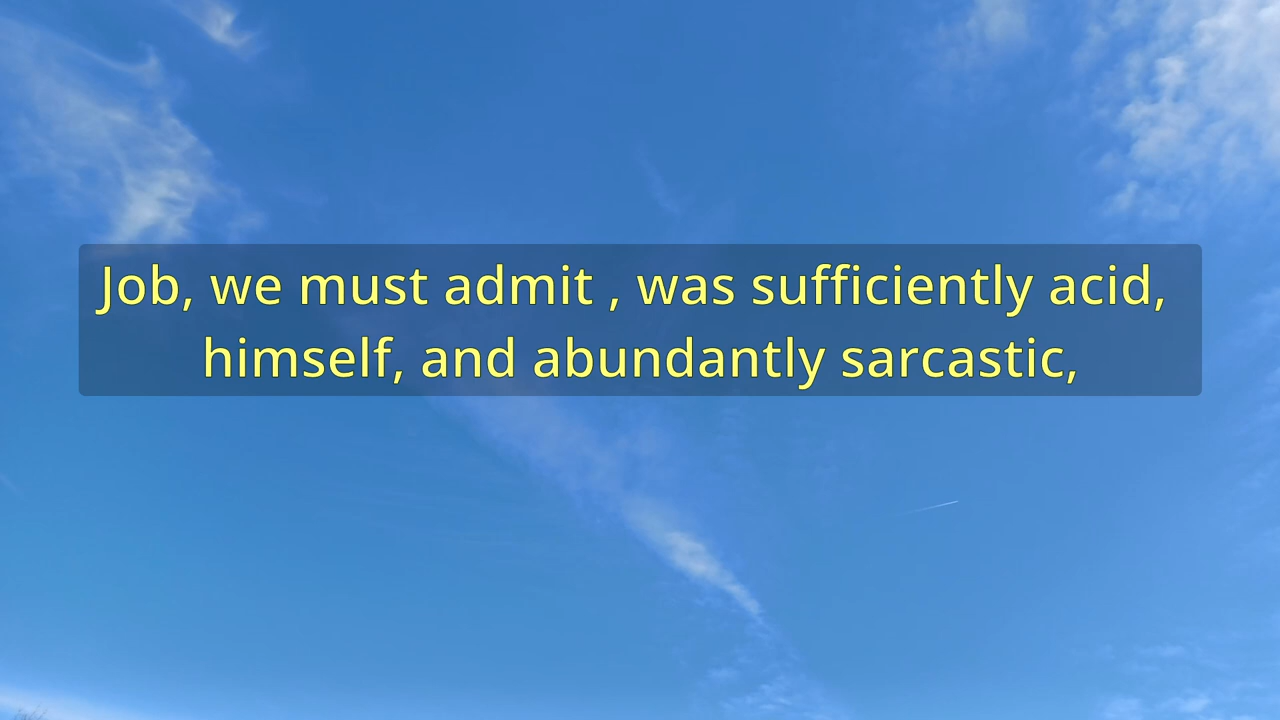 Job, we must admit , was sufficiently acid,
himself, and abundantly sarcastic,